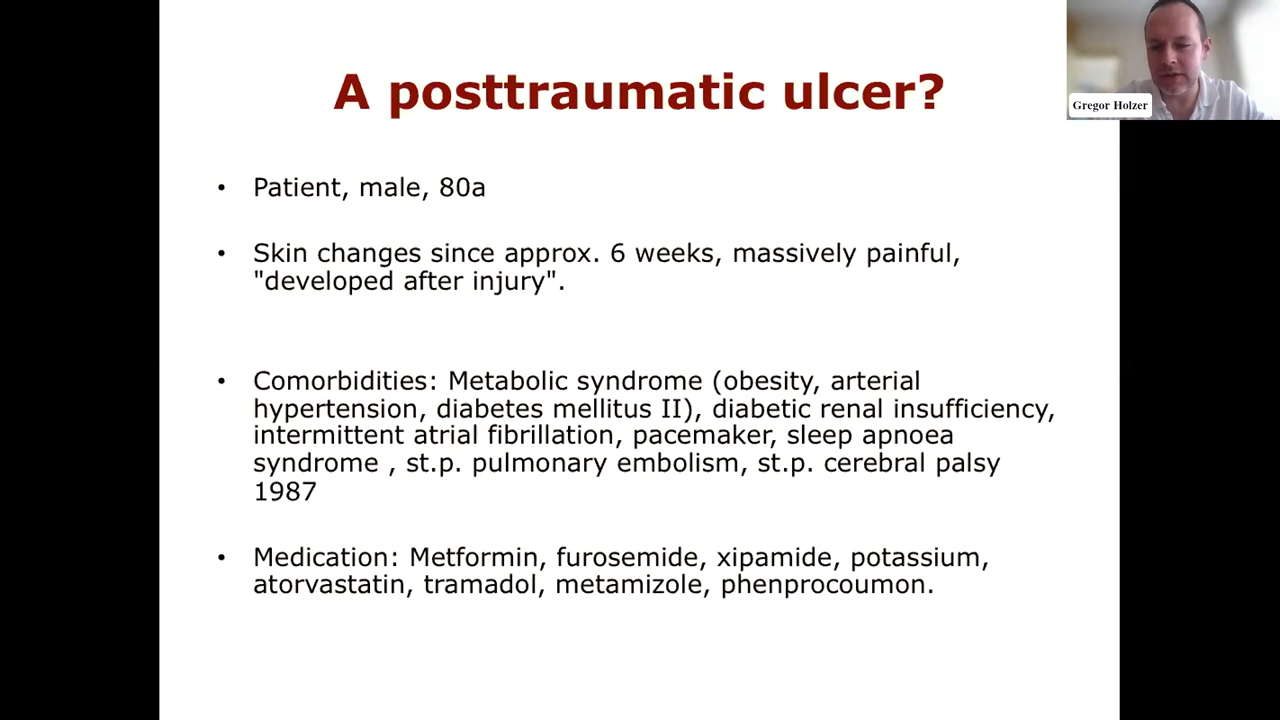 A posttraumatic ulcer?
Gregor Holzer
• Patient, male, 80a
• Skin changes since approx. 6 weeks, massively painful,
"developed after injury".
• Comorbidities: Metabolic syndrome (obesity, arterial
hypertension, diabetes mellitus II), diabetic renal insufficiency,
intermittent atrial fibrillation, pacemaker, sleep apnoea
syndrome , st.p. pulmonary embolism, st.p. cerebral palsy
1987
• Medication: Metformin, furosemide, xipamide, potassium,
atorvastatin, tramadol, metamizole, phenprocoumon.